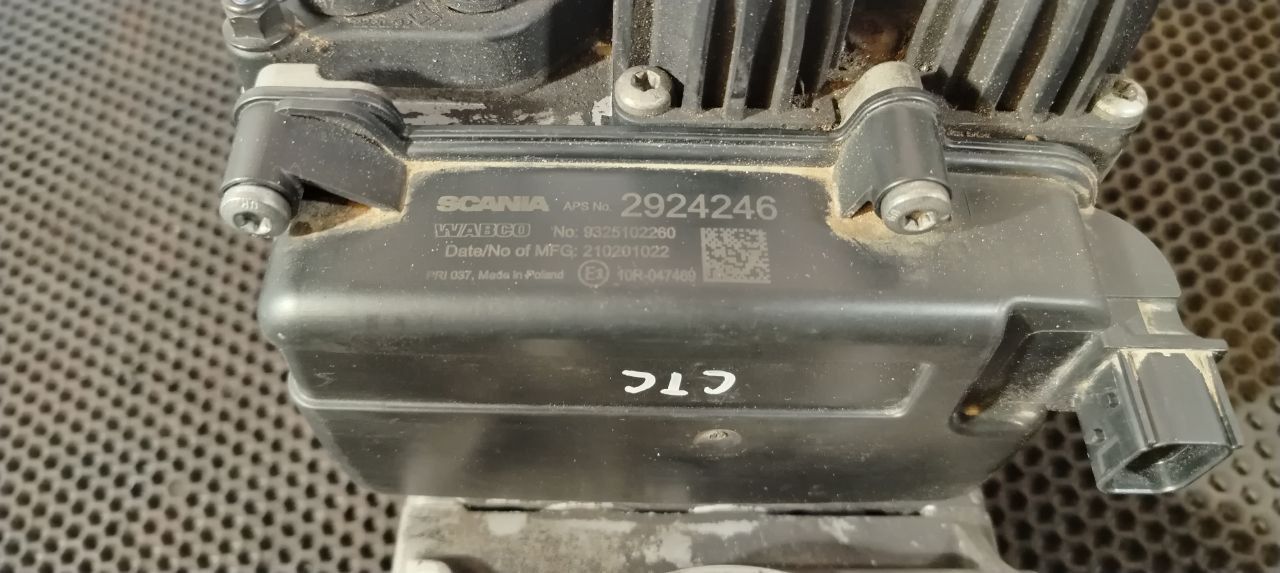 SCANIA APS No. 2924246
WABCO No: 9325102260
Date/No of MFG: 210201022
PRI 037, Made in Poland E1 10R-047469
CTC